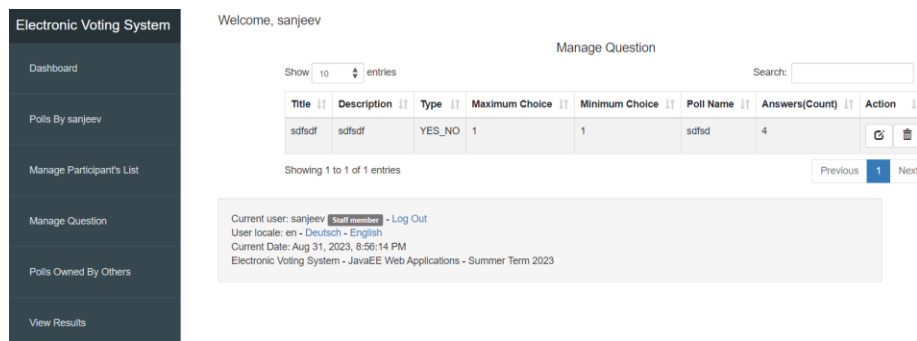 Electronic Voting System
Dashboard
Polls By sanjeev
Manage Participant's List
Manage Question
Polls Owned By Others
View Results
Welcome, sanjeev
Manage Question
Show 10 entries Search:
Title Description Type Maximum Choice Minimum Choice Poll Name Answers(Count) Action
sdfsdf sdfsdf YES_NO 1 1 sdfsd 4
Showing 1 to 1 of 1 entries Previous 1 Next
Current user: sanjeev Staff member - Log Out
User locale: en - Deutsch - English
Current Date: Aug 31, 2023, 8:56:14 PM
Electronic Voting System - JavaEE Web Applications - Summer Term 2023